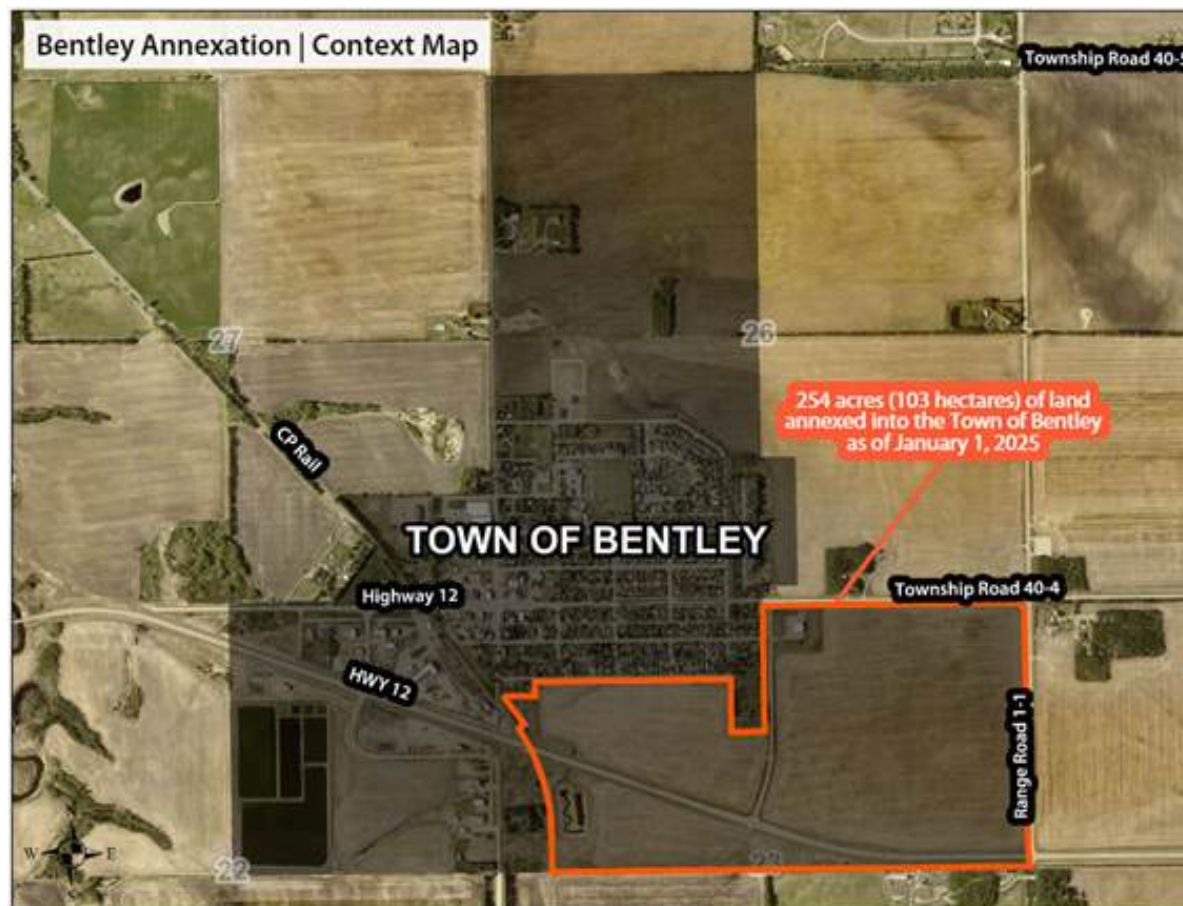 Bentley Annexation | Context Map
Township Road 40-5
27
26
254 acres (103 hectares) of land
annexed into the Town of Bentley
as of January 1, 2025
CP Rail
TOWN OF BENTLEY
Highway 12
Township Road 40-4
HWY 12
Range Road 1-1
W
E
22
23